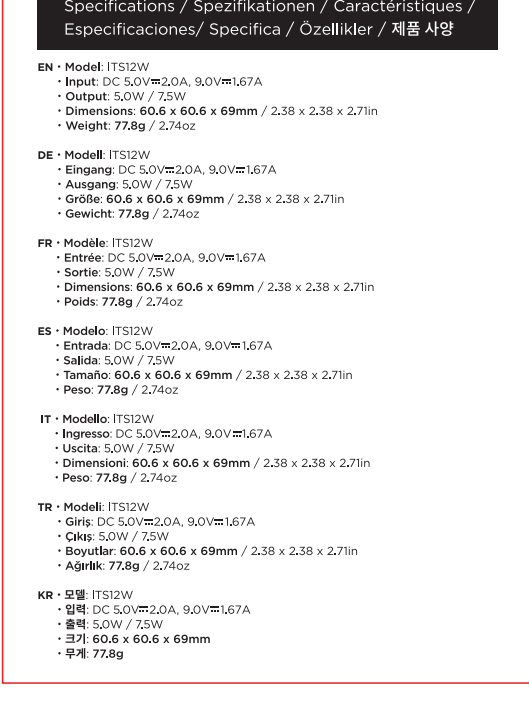 Specifications / Spezifikationen / Caractéristiques /
Especificaciones/ Specifica / Özellikler / 제품 사양
EN • Model: ITS12W
• Input: DC 5.0V⎓2.0A, 9.0V⎓1.67A
• Output: 5.0W / 7.5W
• Dimensions: 60.6 x 60.6 x 69mm / 2.38 x 2.38 x 2.71in
• Weight: 77.8g / 2.74oz
DE • Modell: ITS12W
• Eingang: DC 5.0V⎓2.0A, 9.0V⎓1.67A
• Ausgang: 5.0W / 7.5W
• Größe: 60.6 x 60.6 x 69mm / 2.38 x 2.38 x 2.71in
• Gewicht: 77.8g / 2.74oz
FR • Modèle: ITS12W
• Entrée: DC 5.0V⎓2.0A, 9.0V⎓1.67A
• Sortie: 5.0W / 7.5W
• Dimensions: 60.6 x 60.6 x 69mm / 2.38 x 2.38 x 2.71in
• Poids: 77.8g / 2.74oz
ES • Modelo: ITS12W
• Entrada: DC 5.0V⎓2.0A, 9.0V⎓1.67A
• Salida: 5.0W / 7.5W
• Tamaño: 60.6 x 60.6 x 69mm / 2.38 x 2.38 x 2.71in
• Peso: 77.8g / 2.74oz
IT • Modello: ITS12W
• Ingresso: DC 5.0V⎓2.0A, 9.0V⎓1.67A
• Uscita: 5.0W / 7.5W
• Dimensioni: 60.6 x 60.6 x 69mm / 2.38 x 2.38 x 2.71in
• Peso: 77.8g / 2.74oz
TR • Modeli: ITS12W
• Giriş: DC 5.0V⎓2.0A, 9.0V⎓1.67A
• Çıkış: 5.0W / 7.5W
• Boyutlar: 60.6 x 60.6 x 69mm / 2.38 x 2.38 x 2.71in
• Ağırlık: 77.8g / 2.74oz
KR • 모델: ITS12W
• 입력: DC 5.0V⎓2.0A, 9.0V⎓1.67A
• 출력: 5.0W / 7.5W
• 크기: 60.6 x 60.6 x 69mm
• 무게: 77.8g